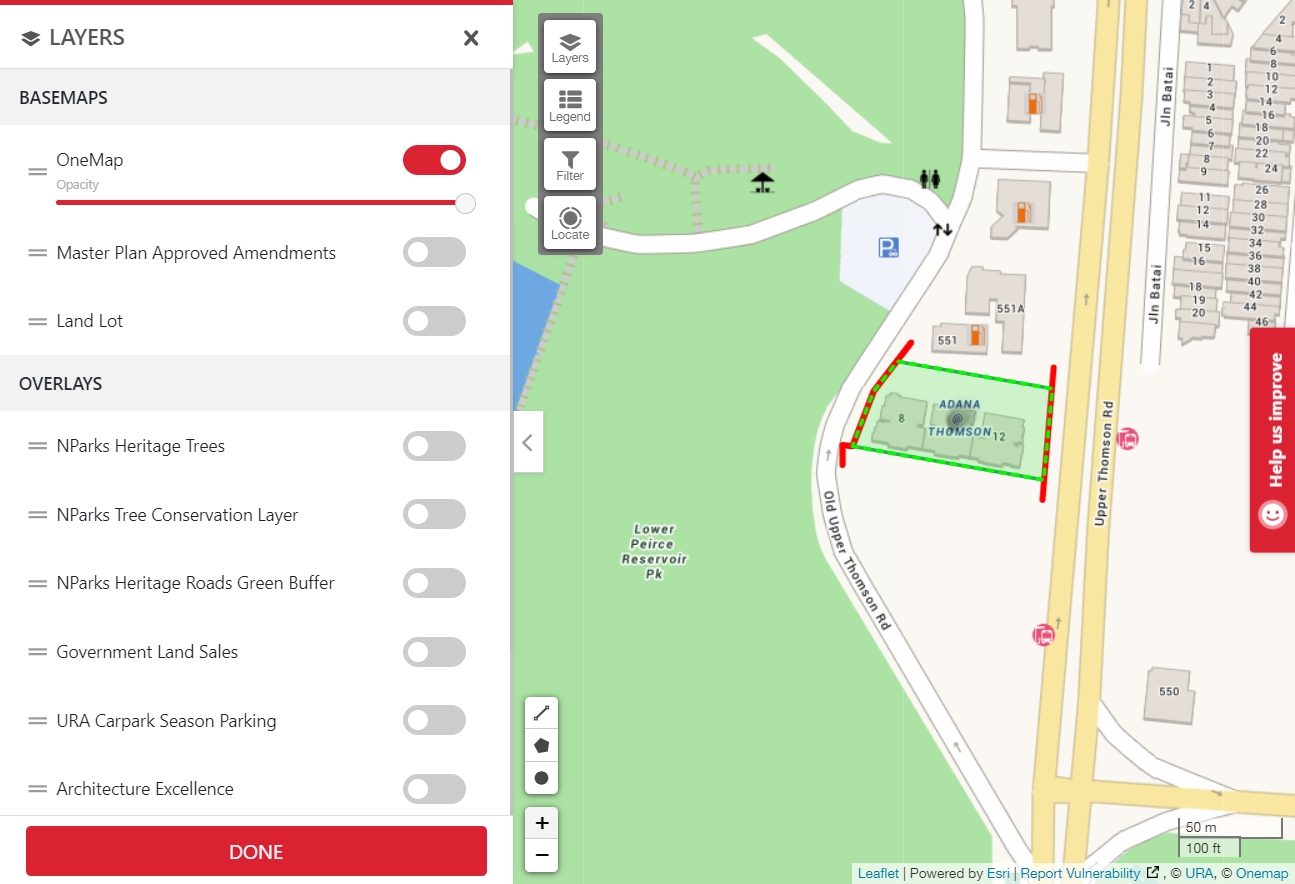 LAYERS
BASEMAPS
OneMap
Opacity
Master Plan Approved Amendments
Land Lot
OVERLAYS
NParks Heritage Trees
NParks Tree Conservation Layer
NParks Heritage Roads Green Buffer
Government Land Sales
URA Carpark Season Parking
Architecture Excellence
DONE
Layers
Legend
Filter
Locate
+
−
Lower
Peirce
Reservoir
Pk
Old Upper Thomson Rd
Upper Thomson Rd
Jln Batai
Jln Batai
551A
551
ADANA
@
THOMSON
8
12
550
P
2
4
2
4
6
8
10
12
14
16
18
20
22
24
26
28
30
32
34
36
38
40
42
44
46
1
2
3
4
5
6
7
8
9
11
12
14
15
16
18
19
20
Help us improve
50 m
100 ft
Leaflet | Powered by Esri | Report Vulnerability , © URA, © Onemap